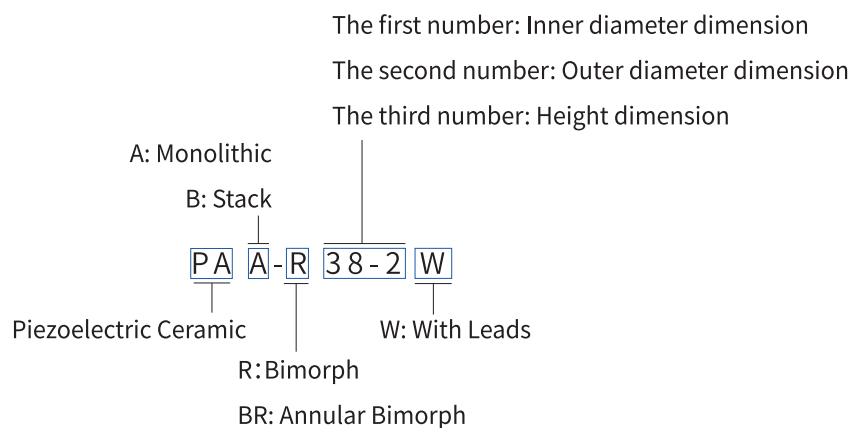 The first number: Inner diameter dimension
The second number: Outer diameter dimension
The third number: Height dimension
A: Monolithic
B: Stack
PA A-R 38-2 W
Piezoelectric Ceramic
W: With Leads
R:Bimorph
BR: Annular Bimorph